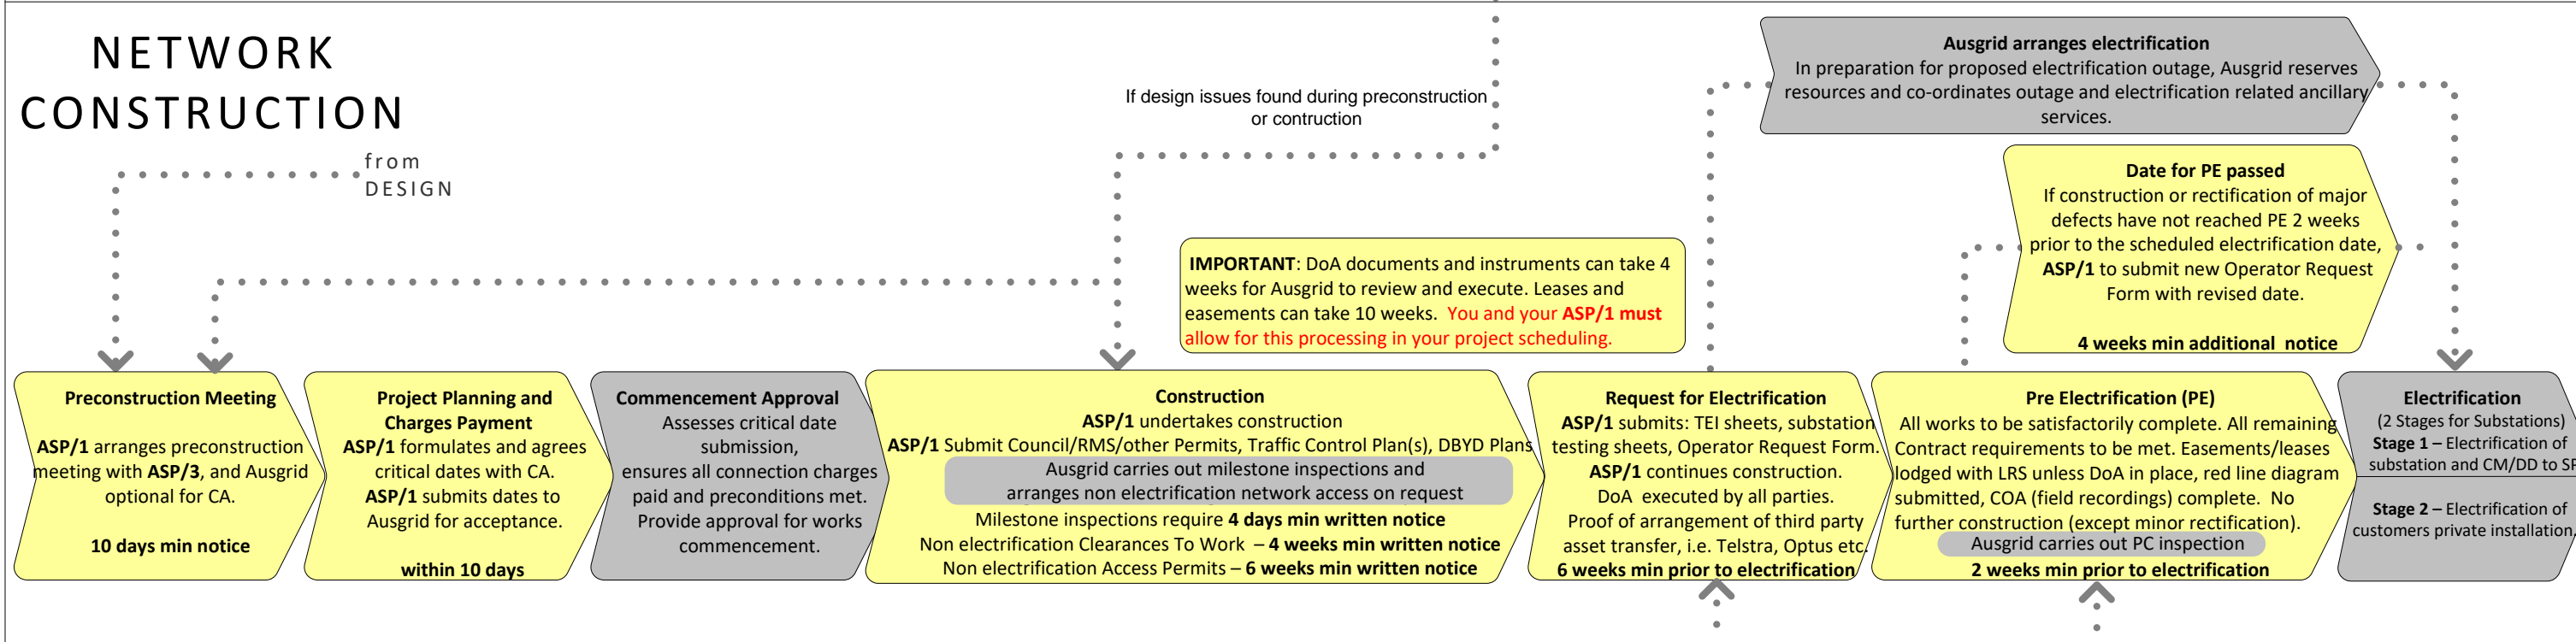 NETWORK
CONSTRUCTION
from
DESIGN
If design issues found during preconstruction
or contruction
Ausgrid arranges electrification
In preparation for proposed electrification outage, Ausgrid reserves
resources and co-ordinates outage and electrification related ancillary
services.
Date for PE passed
If construction or rectification of major
defects have not reached PE 2 weeks
prior to the scheduled electrification date,
ASP/1 to submit new Operator Request
Form with revised date.
4 weeks min additional notice
IMPORTANT: DoA documents and instruments can take 4
weeks for Ausgrid to review and execute. Leases and
easements can take 10 weeks. You and your ASP/1 must
allow for this processing in your project scheduling.
Preconstruction Meeting
ASP/1 arranges preconstruction
meeting with ASP/3, and Ausgrid
optional for CA.
10 days min notice
Project Planning and
Charges Payment
ASP/1 formulates and agrees
critical dates with CA.
ASP/1 submits dates to
Ausgrid for acceptance.
within 10 days
Commencement Approval
Assesses critical date
submission,
ensures all connection charges
paid and preconditions met.
Provide approval for works
commencement.
Construction
ASP/1 undertakes construction
ASP/1 Submit Council/RMS/other Permits, Traffic Control Plan(s), DBYD Plans
Ausgrid carries out milestone inspections and
arranges non electrification network access on request
Milestone inspections require 4 days min written notice
Non electrification Clearances To Work – 4 weeks min written notice
Non electrification Access Permits – 6 weeks min written notice
Request for Electrification
ASP/1 submits: TEI sheets, substation
testing sheets, Operator Request Form.
ASP/1 continues construction.
DoA executed by all parties.
Proof of arrangement of third party
asset transfer, i.e. Telstra, Optus etc.
6 weeks min prior to electrification
Pre Electrification (PE)
All works to be satisfactorily complete. All remaining
Contract requirements to be met. Easements/leases
lodged with LRS unless DoA in place, red line diagram
submitted, COA (field recordings) complete. No
further construction (except minor rectification).
Ausgrid carries out PC inspection
2 weeks min prior to electrification
Electrification
(2 Stages for Substations)
Stage 1 – Electrification of
substation and CM/DD to SP
Stage 2 – Electrification of
customers private installation.